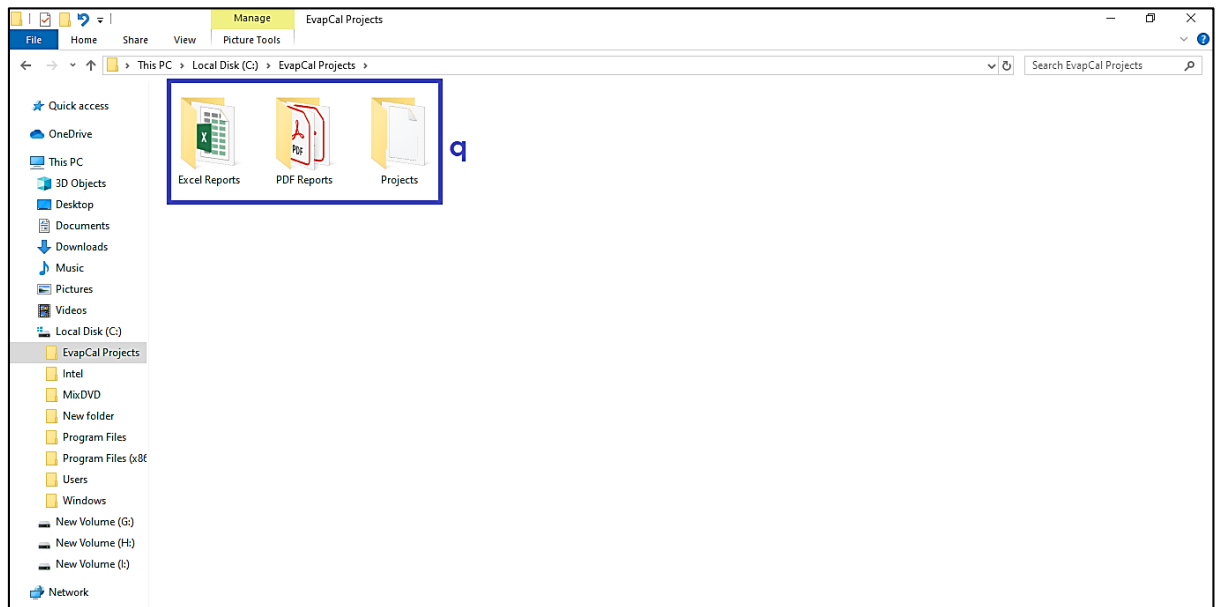 Manage EvapCal Projects
File Home Share View Picture Tools
This PC > Local Disk (C:) > EvapCal Projects >
Search EvapCal Projects
Quick access
OneDrive
This PC
3D Objects
Desktop
Documents
Downloads
Music
Pictures
Videos
Local Disk (C:)
EvapCal Projects
Intel
MixDVD
New folder
Program Files
Program Files (x86
Users
Windows
New Volume (G:)
New Volume (H:)
New Volume (I:)
Network
X
PDF
Excel Reports PDF Reports Projects
q